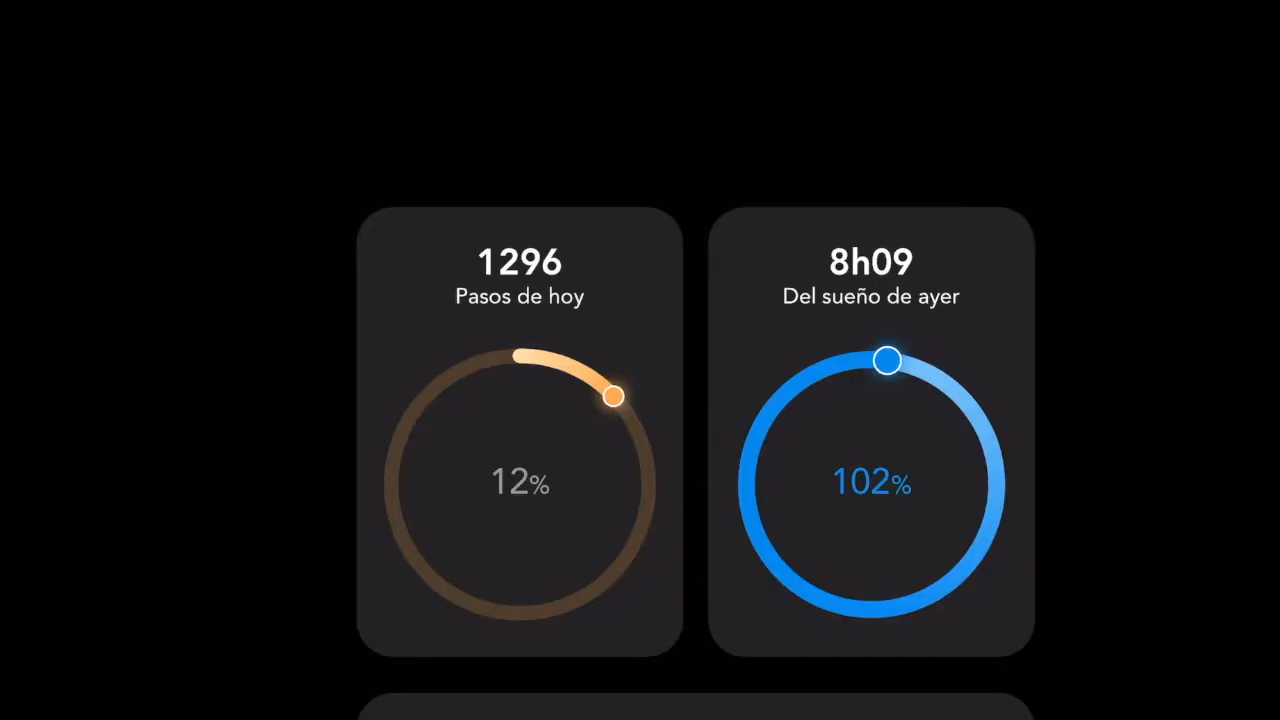 1296
Pasos de hoy
12%
8h09
Del sueño de ayer
102%